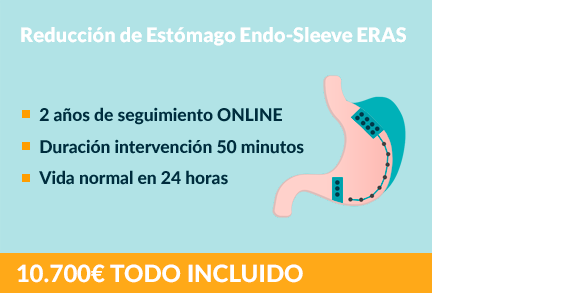 Reducción de Estómago Endo-Sleeve ERAS
2 años de seguimiento ONLINE
Duración intervención 50 minutos
Vida normal en 24 horas
10.700€ TODO INCLUIDO